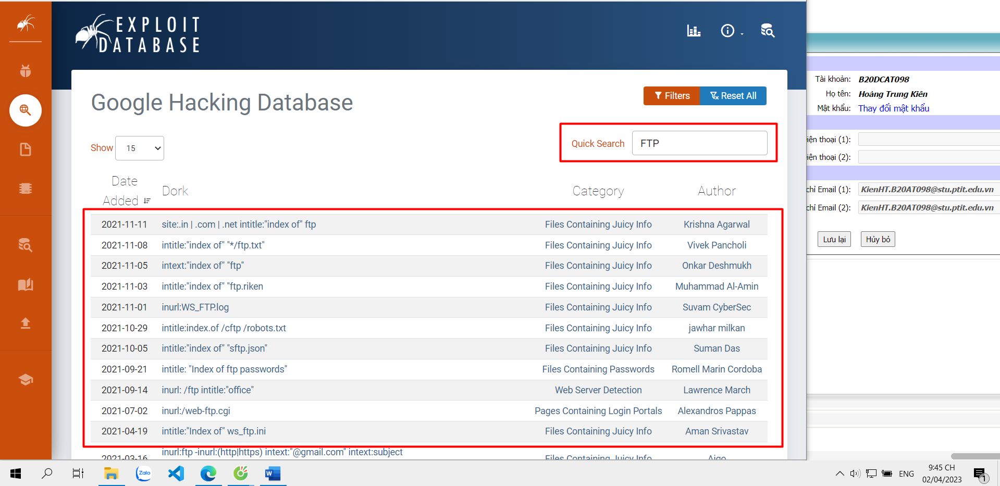 EXPLOIT
DATABASE
Google Hacking Database
Filters
Reset All
Show 15
Quick Search FTP
Date Added Dork Category Author
2021-11-11 site:.in | .com | .net intitle:"index of" ftp Files Containing Juicy Info Krishna Agarwal
2021-11-08 intitle:"index of" "*/ftp.txt" Files Containing Juicy Info Vivek Pancholi
2021-11-05 intext:"index of" "ftp" Files Containing Juicy Info Onkar Deshmukh
2021-11-03 intitle:"index of" "ftp.riken Files Containing Juicy Info Muhammad Al-Amin
2021-11-01 inurl:WS_FTP.log Files Containing Juicy Info Suvam CyberSec
2021-10-29 intitle:index.of /cftp /robots.txt Files Containing Juicy Info jawhar milkan
2021-10-05 intitle:"index of" "sftp.json" Files Containing Juicy Info Suman Das
2021-09-21 intitle: "Index of ftp passwords" Files Containing Passwords Romell Marin Cordoba
2021-09-14 inurl: /ftp intitle:"office" Web Server Detection Lawrence March
2021-07-02 inurl:/web-ftp.cgi Pages Containing Login Portals Alexandros Pappas
2021-04-19 intitle:"Index of" ws_ftp.ini Files Containing Juicy Info Aman Srivastav
inurl:ftp -inurl:(http|https) intext:"@gmail.com" intext:subject
2021-03-16 Files Containing Juicy Info
Tài khoản: B20DCAT098
Họ tên: Hoàng Trung Kiên
Mật khẩu: Thay đổi mật khẩu
iện thoại (1):
iện thoại (2):
chỉ Email (1): KienHT.B20AT098@stu.ptit.edu.vn
chỉ Email (2): KienHT.B20AT098@stu.ptit.edu.vn
Lưu lại Hủy bỏ
Zalo
ENG
9:45 CH
02/04/2023
1